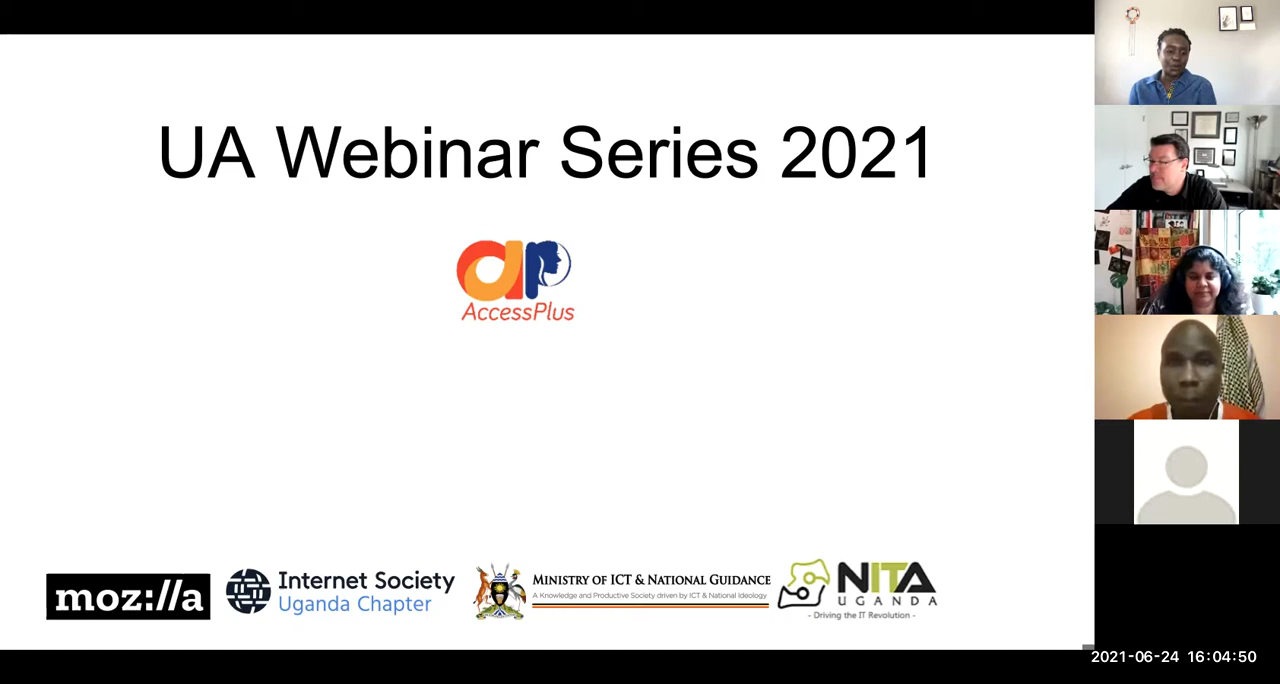 UA Webinar Series 2021
AccessPlus
moz://a
Internet Society
Uganda Chapter
MINISTRY OF ICT & NATIONAL GUIDANCE
A Knowledge and Productive Society driven by ICT & National Ideology
NITA
UGANDA
- Driving the IT Revolution -
2021-06-24 16:04:50